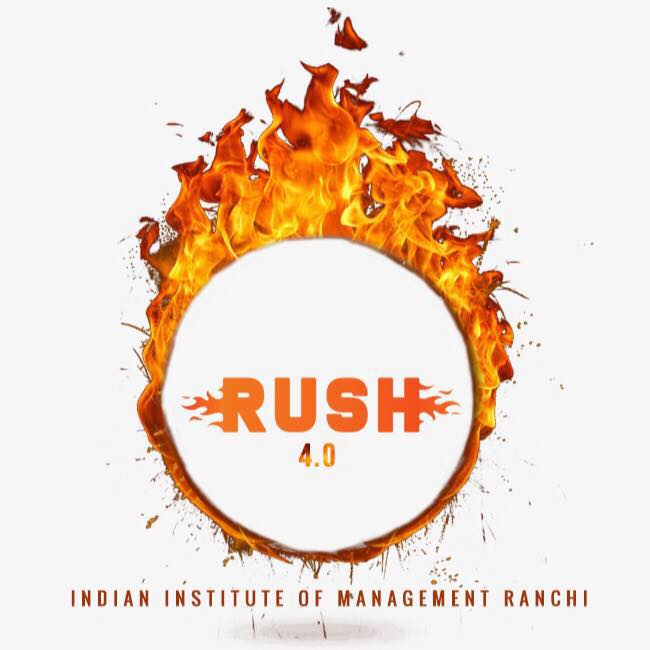 RUSH
4.0
INDIAN INSTITUTE OF MANAGEMENT RANCHI